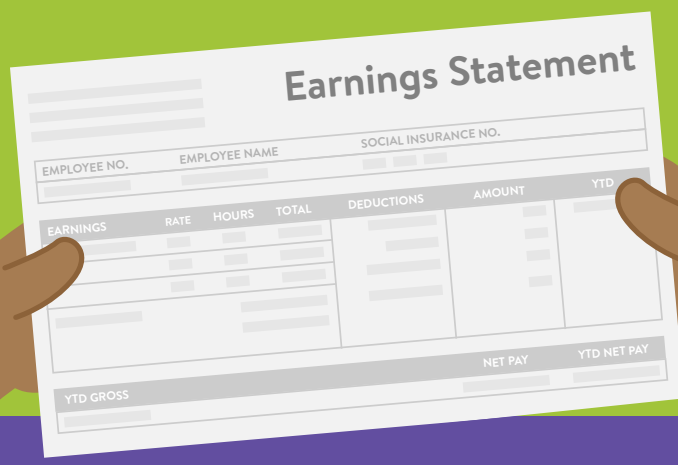 Earnings Statement
EMPLOYEE NO. EMPLOYEE NAME SOCIAL INSURANCE NO.
EARNINGS RATE HOURS TOTAL DEDUCTIONS AMOUNT YTD
YTD GROSS NET PAY YTD NET PAY